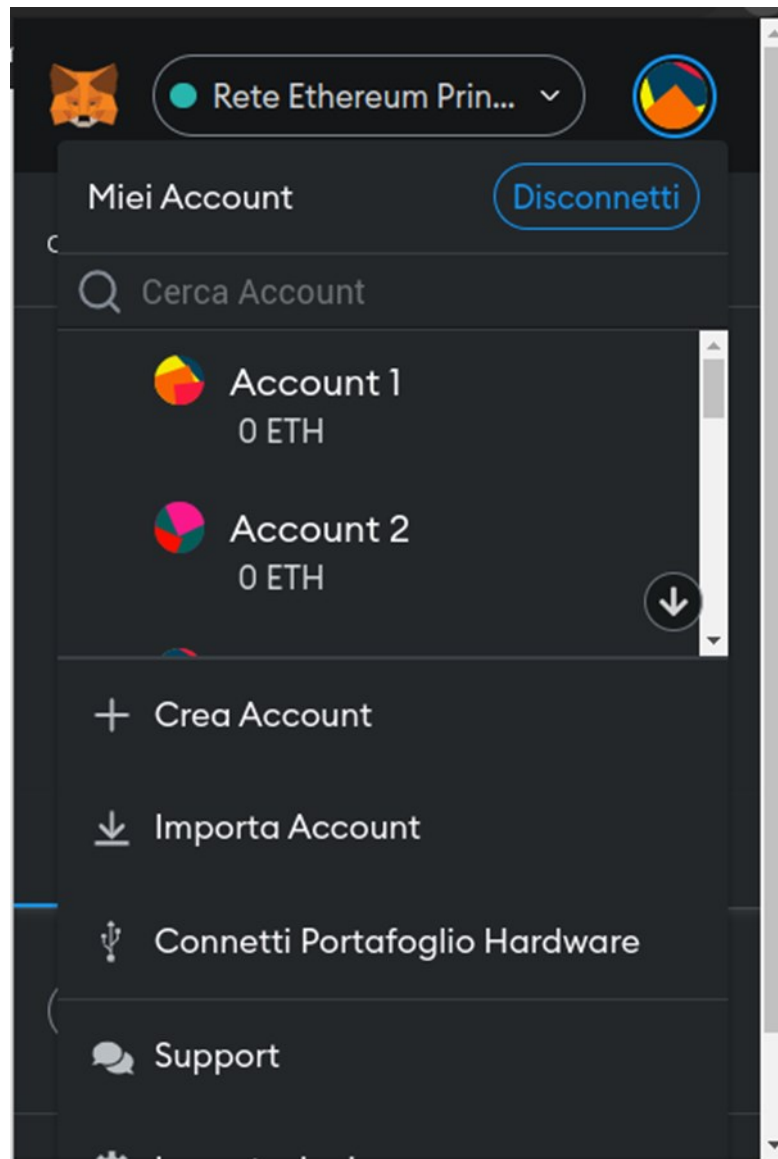 Rete Ethereum Prin...
Miei Account
Disconnetti
Cerca Account
Account 1
0 ETH
Account 2
0 ETH
Crea Account
Importa Account
Connetti Portafoglio Hardware
Support